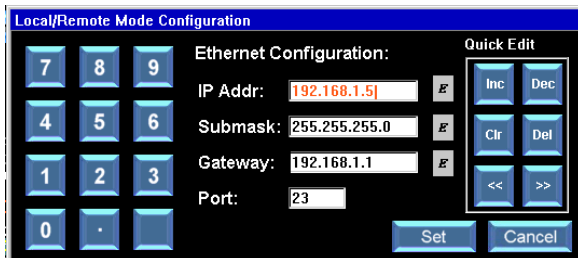 Local/Remote Mode Configuration
Ethernet Configuration:
Quick Edit
7 8 9
IP Addr: 192.168.1.5 E
Inc Dec
4 5 6
Submask: 255.255.255.0 E
Clr Del
Gateway: 192.168.1.1 E
1 2 3
<< >>
Port: 23
0 .
Set Cancel